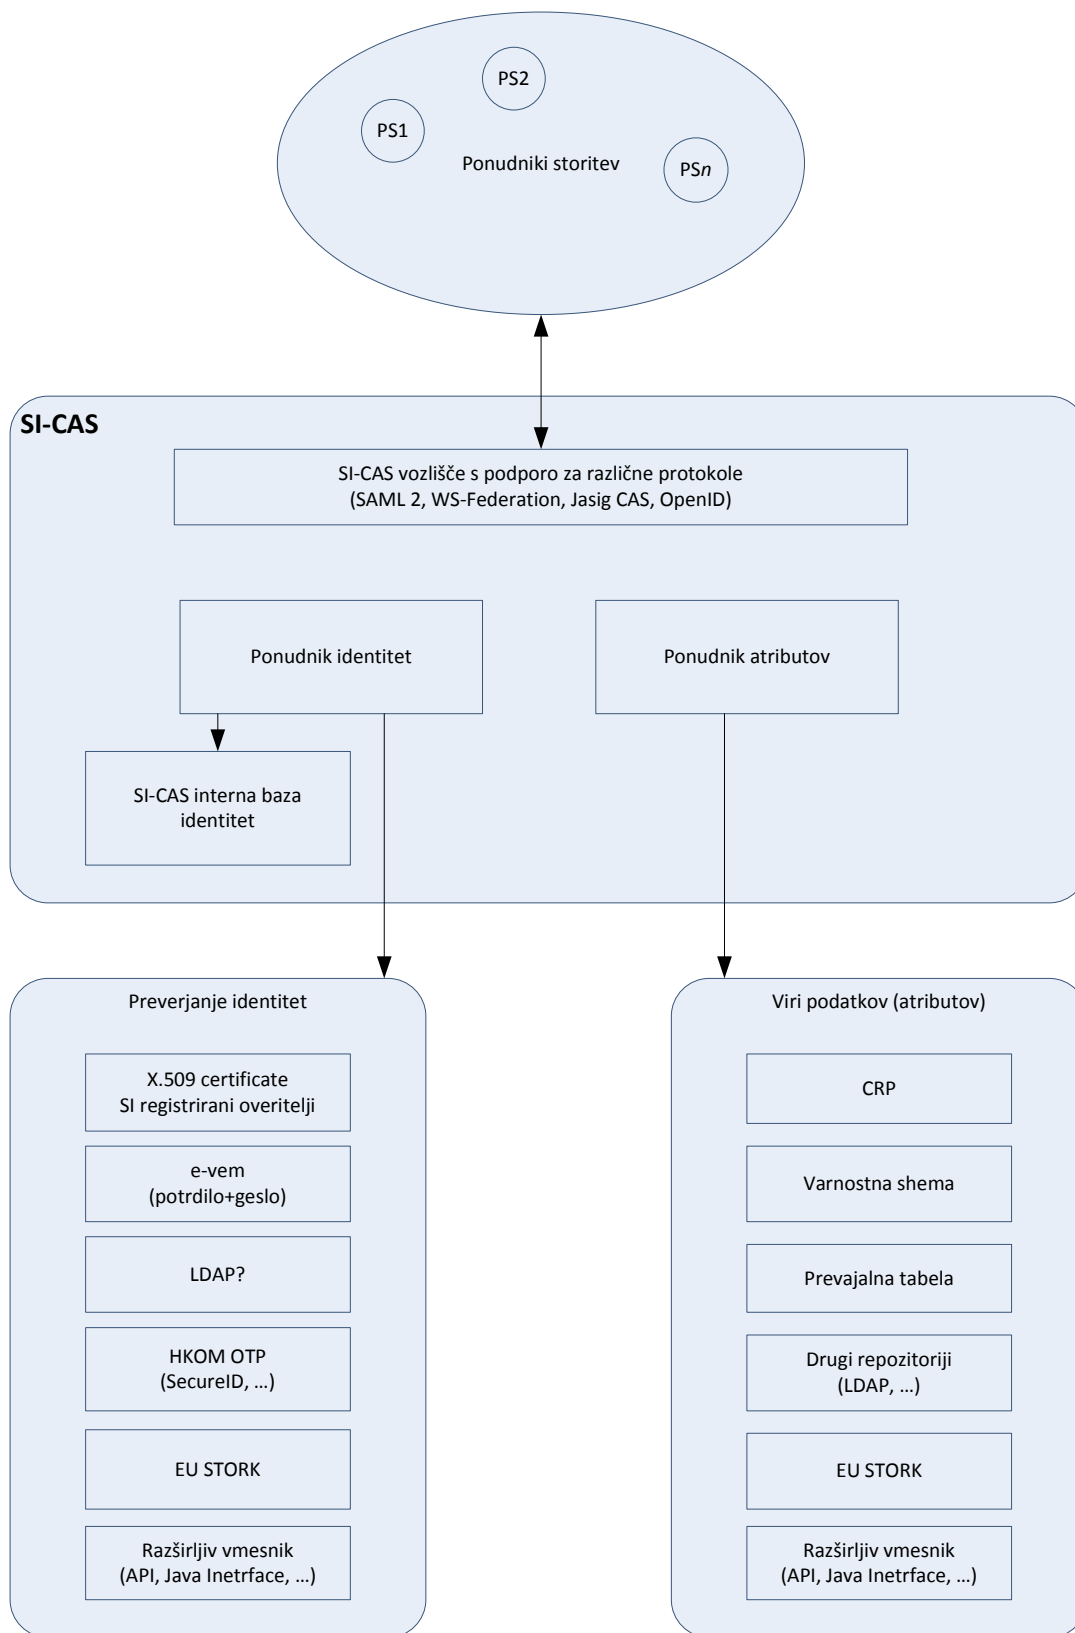 PS2
PS1
Ponudniki storitev
PSn
SI-CAS
SI-CAS vozlišče s podporo za različne protokole
(SAML 2, WS-Federation, Jasig CAS, OpenID)
Ponudnik identitet
Ponudnik atributov
SI-CAS interna baza
identitet
Preverjanje identitet
X.509 certificate
SI registrirani overitelji
e-vem
(potrdilo+geslo)
LDAP?
HKOM OTP
(SecureID, ...)
EU STORK
Razširljiv vmesnik
(API, Java Inetrface, ...)
Viri podatkov (atributov)
CRP
Varnostna shema
Prevajalna tabela
Drugi repozitoriji
(LDAP, ...)
EU STORK
Razširljiv vmesnik
(API, Java Inetrface, ...)